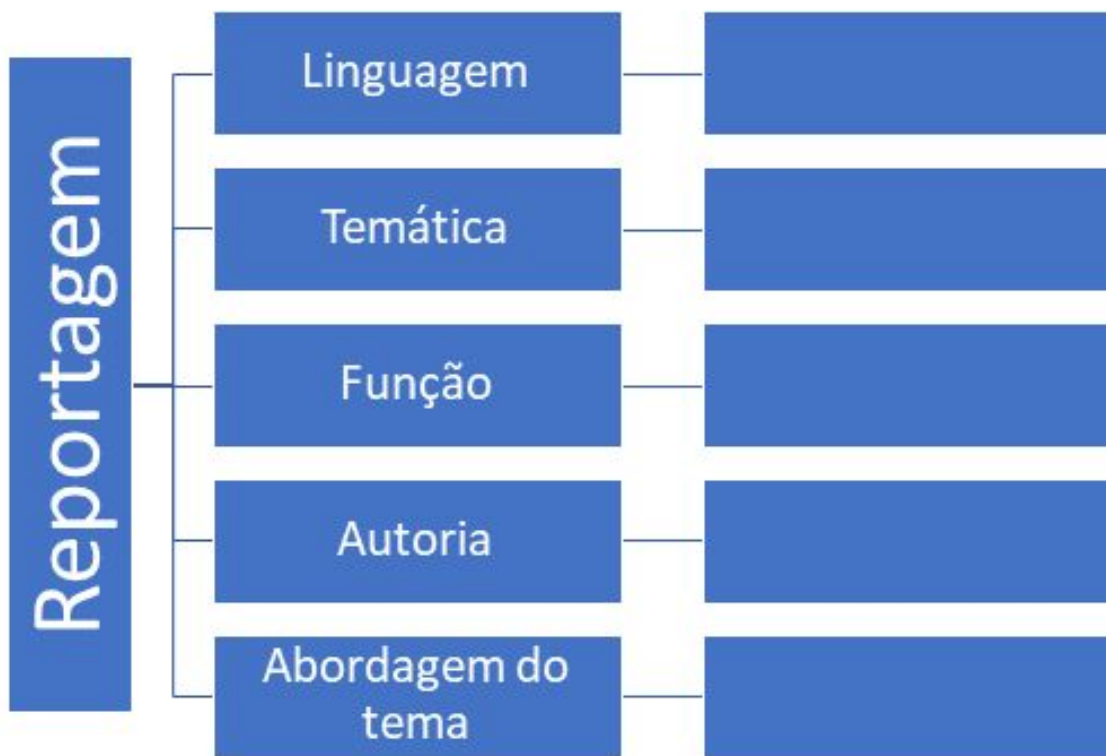 Reportagem
Linguagem
Temática
Função
Autoria
Abordagem do
tema